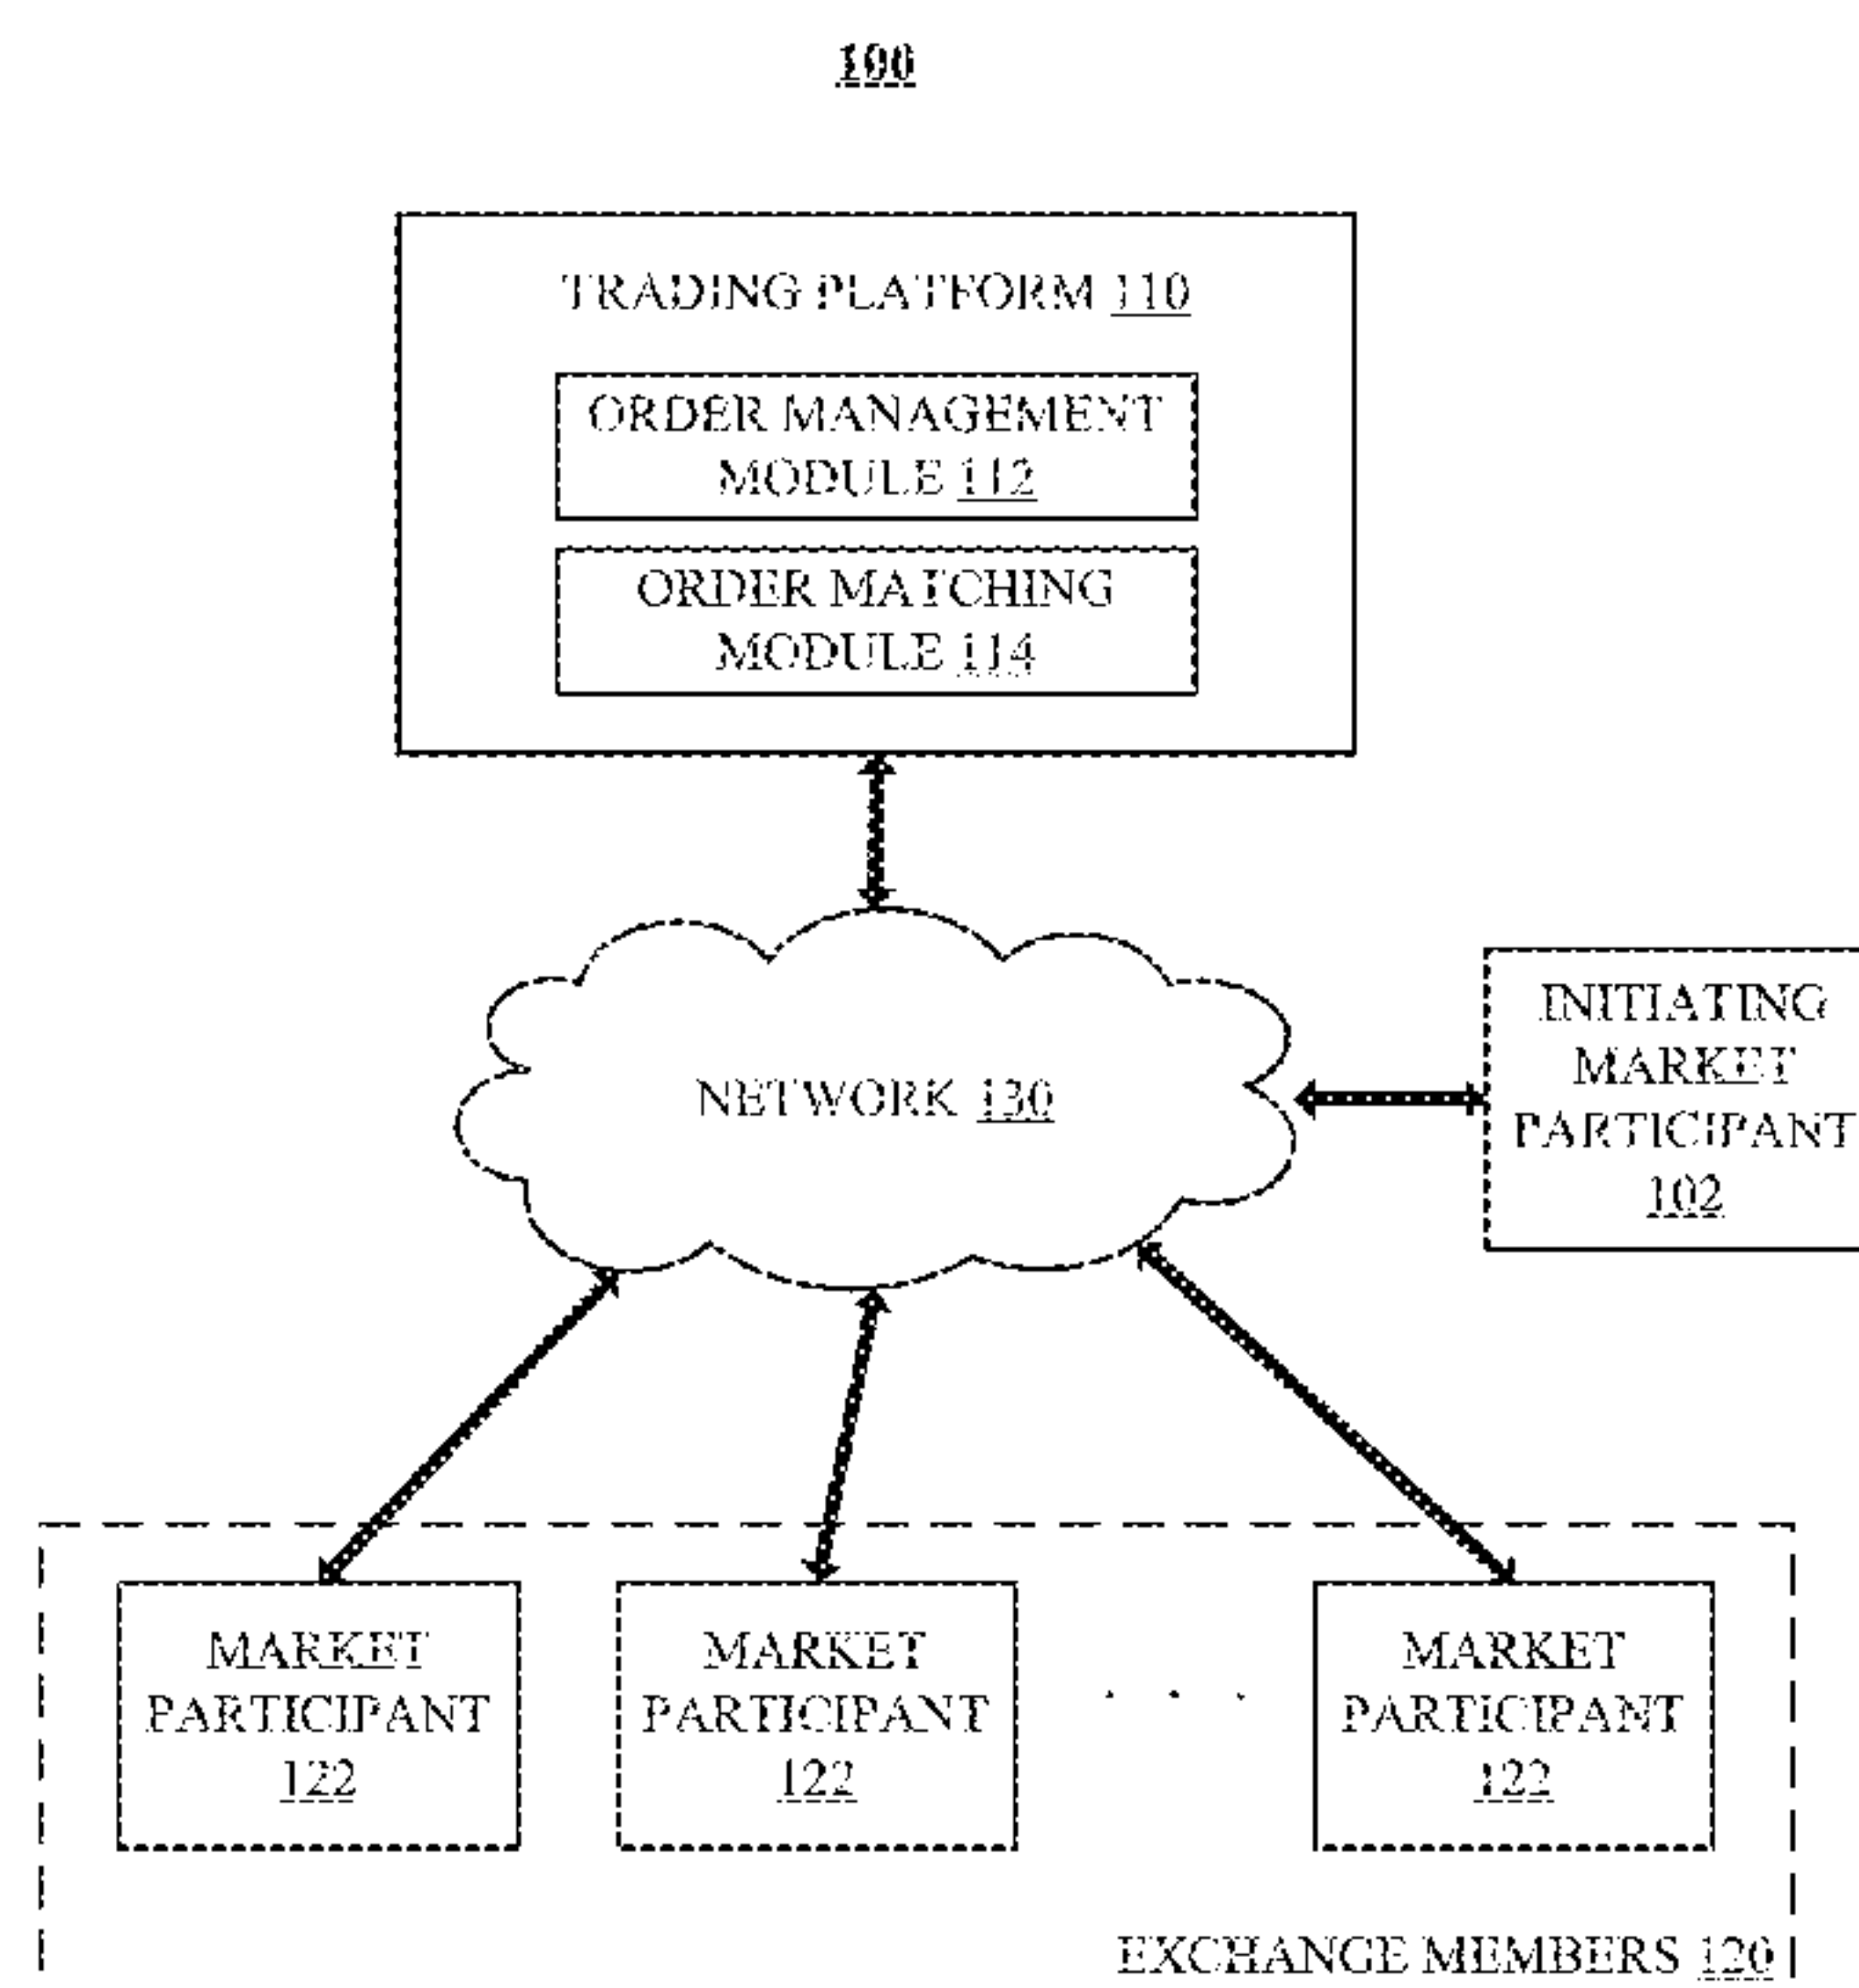 100
TRADING PLATFORM 110
ORDER MANAGEMENT
MODULE 112
ORDER MATCHING
MODULE 114
NETWORK 130
INITIATING
MARKET
PARTICIPANT
102
MARKET
PARTICIPANT
122
MARKET
PARTICIPANT
122
. . .
MARKET
PARTICIPANT
122
EXCHANGE MEMBERS 120